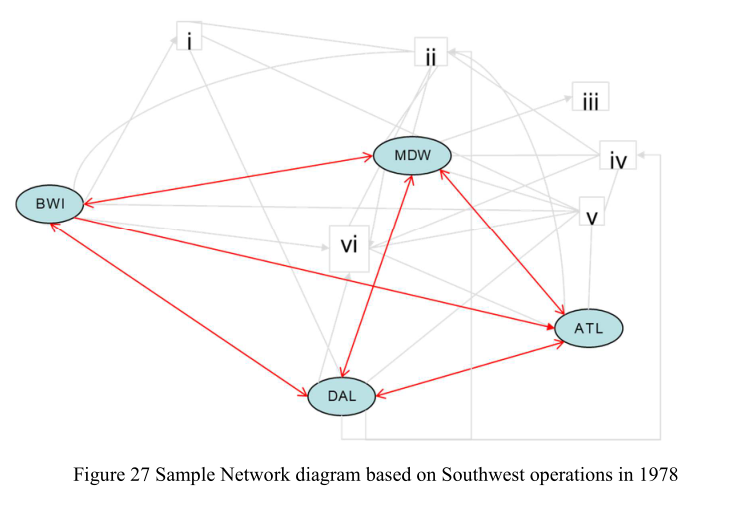 i
ii
iii
MDW
iv
BWI
v
vi
ATL
DAL
Figure 27 Sample Network diagram based on Southwest operations in 1978